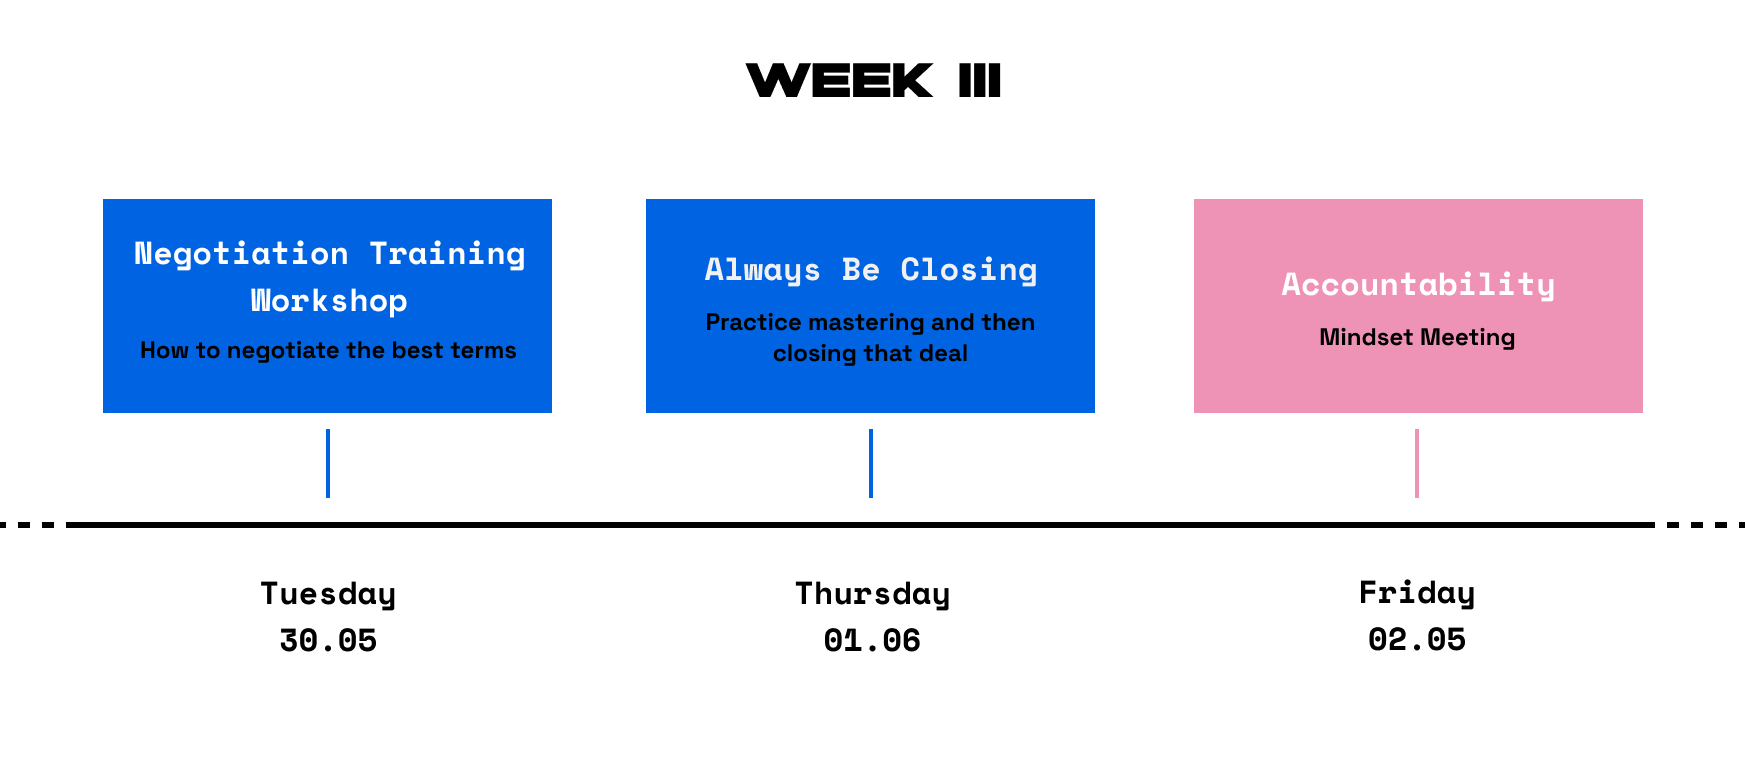 WEEK III
Negotiation Training
Workshop
How to negotiate the best terms
Always Be Closing
Practice mastering and then
closing that deal
Accountability
Mindset Meeting
Tuesday
30.05
Thursday
01.06
Friday
02.05